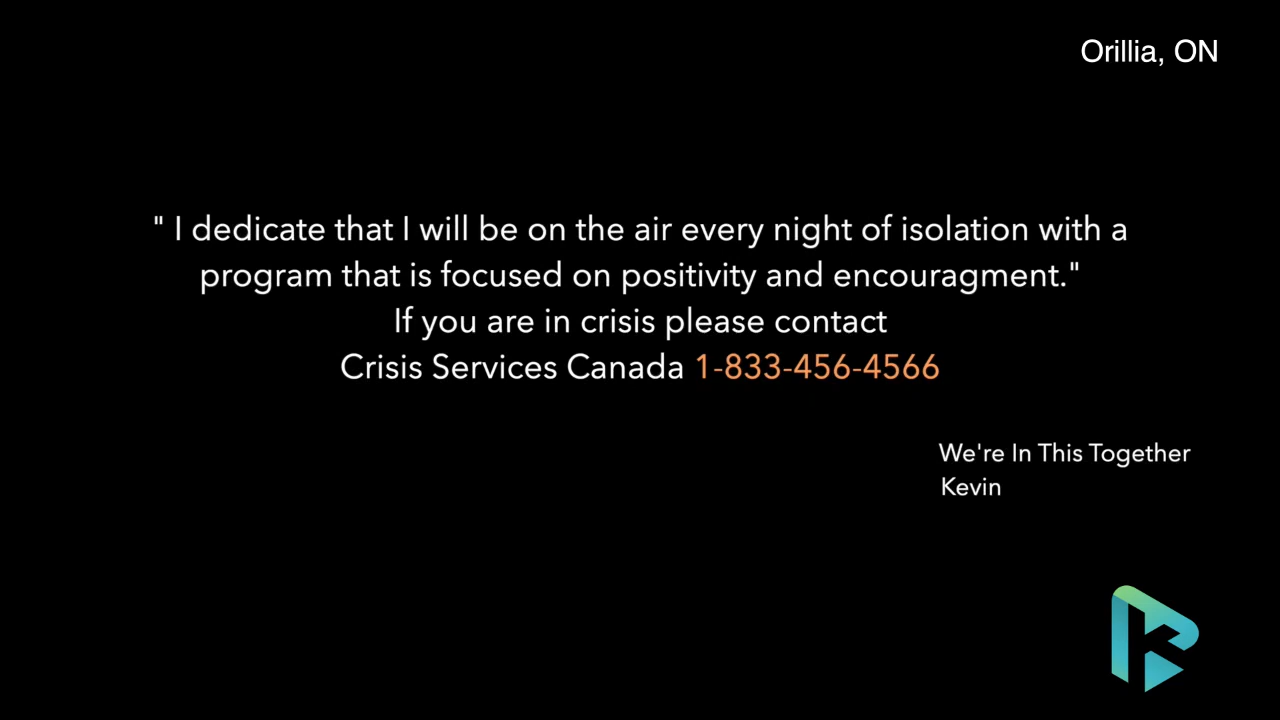 Orillia, ON
" I dedicate that I will be on the air every night of isolation with a
program that is focused on positivity and encouragment."
If you are in crisis please contact
Crisis Services Canada 1-833-456-4566
We're In This Together
Kevin